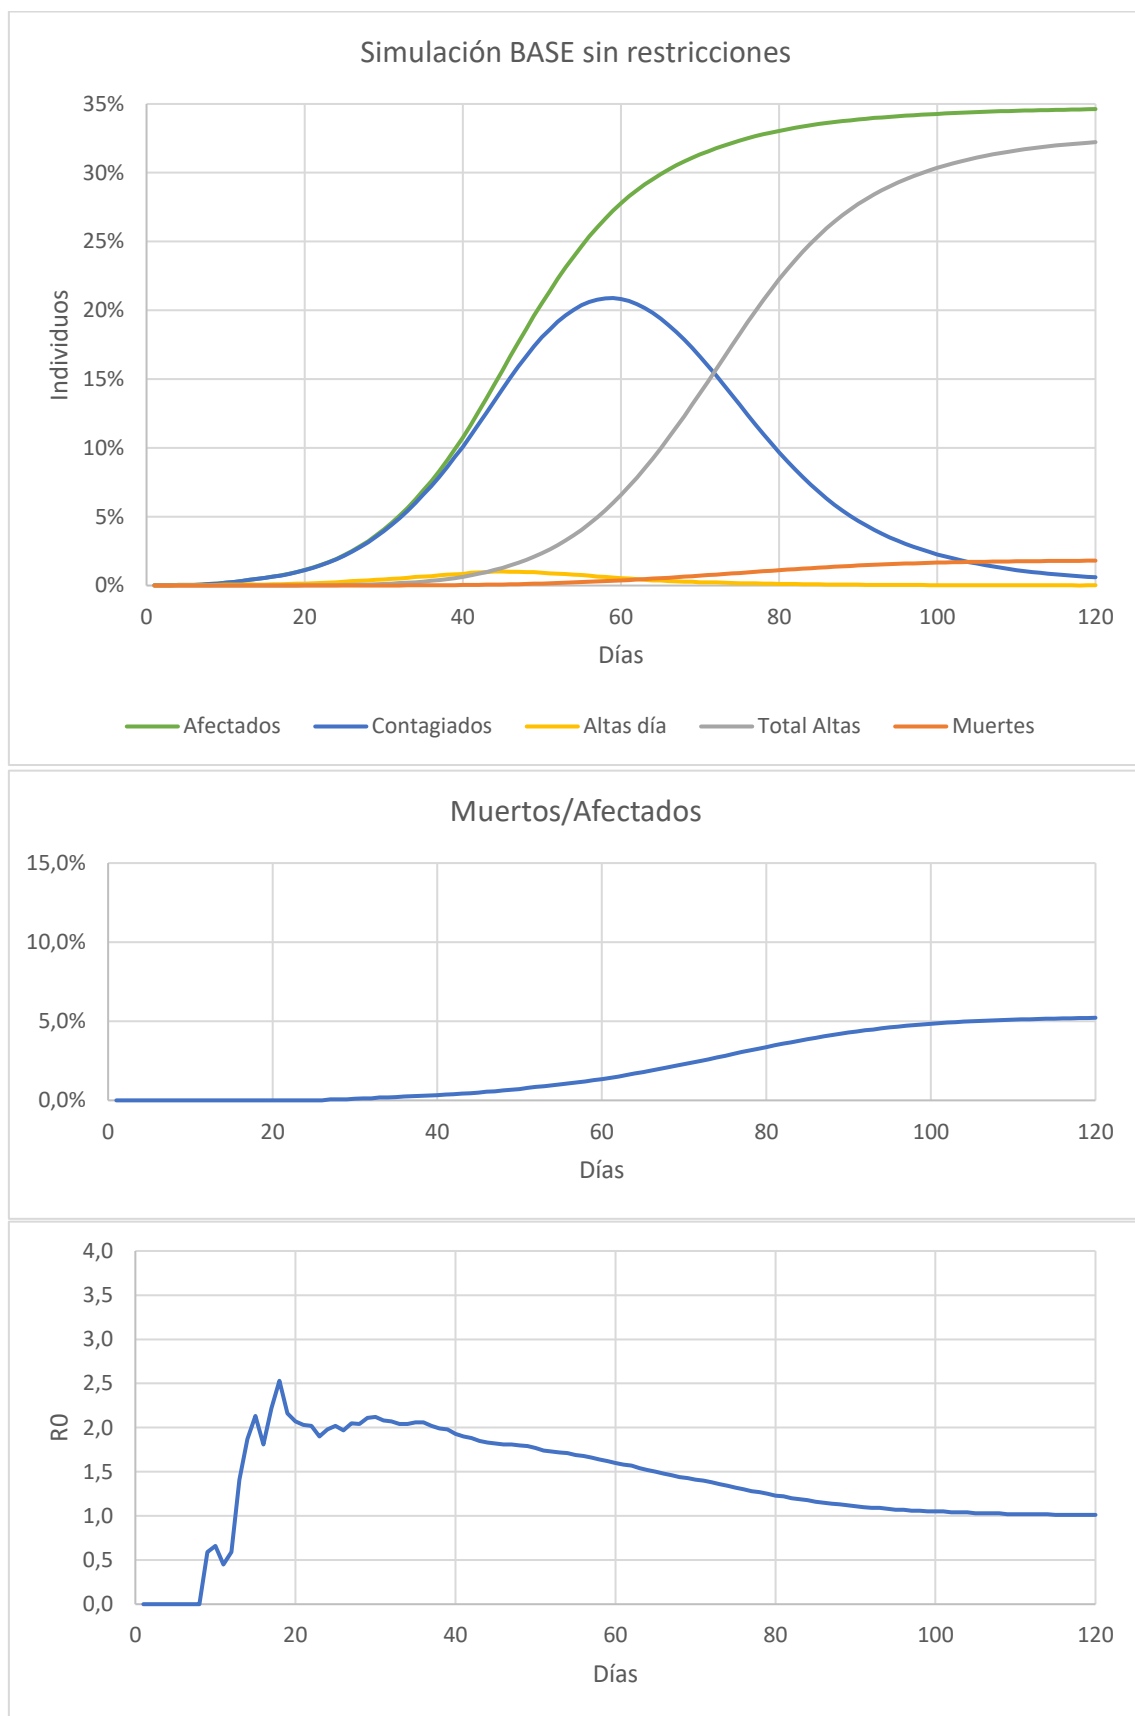 Simulación BASE sin restricciones
35%
30%
25%
20%
15%
10%
5%
0%
Individuos
0 20 40 60 80 100 120
Días
Afectados Contagiados Altas día Total Altas Muertes
Muertos/Afectados
15,0%
10,0%
5,0%
0,0%
0 20 40 60 80 100 120
Días
4,0
3,5
3,0
2,5
2,0
1,5
1,0
0,5
0,0
R0
0 20 40 60 80 100 120
Días